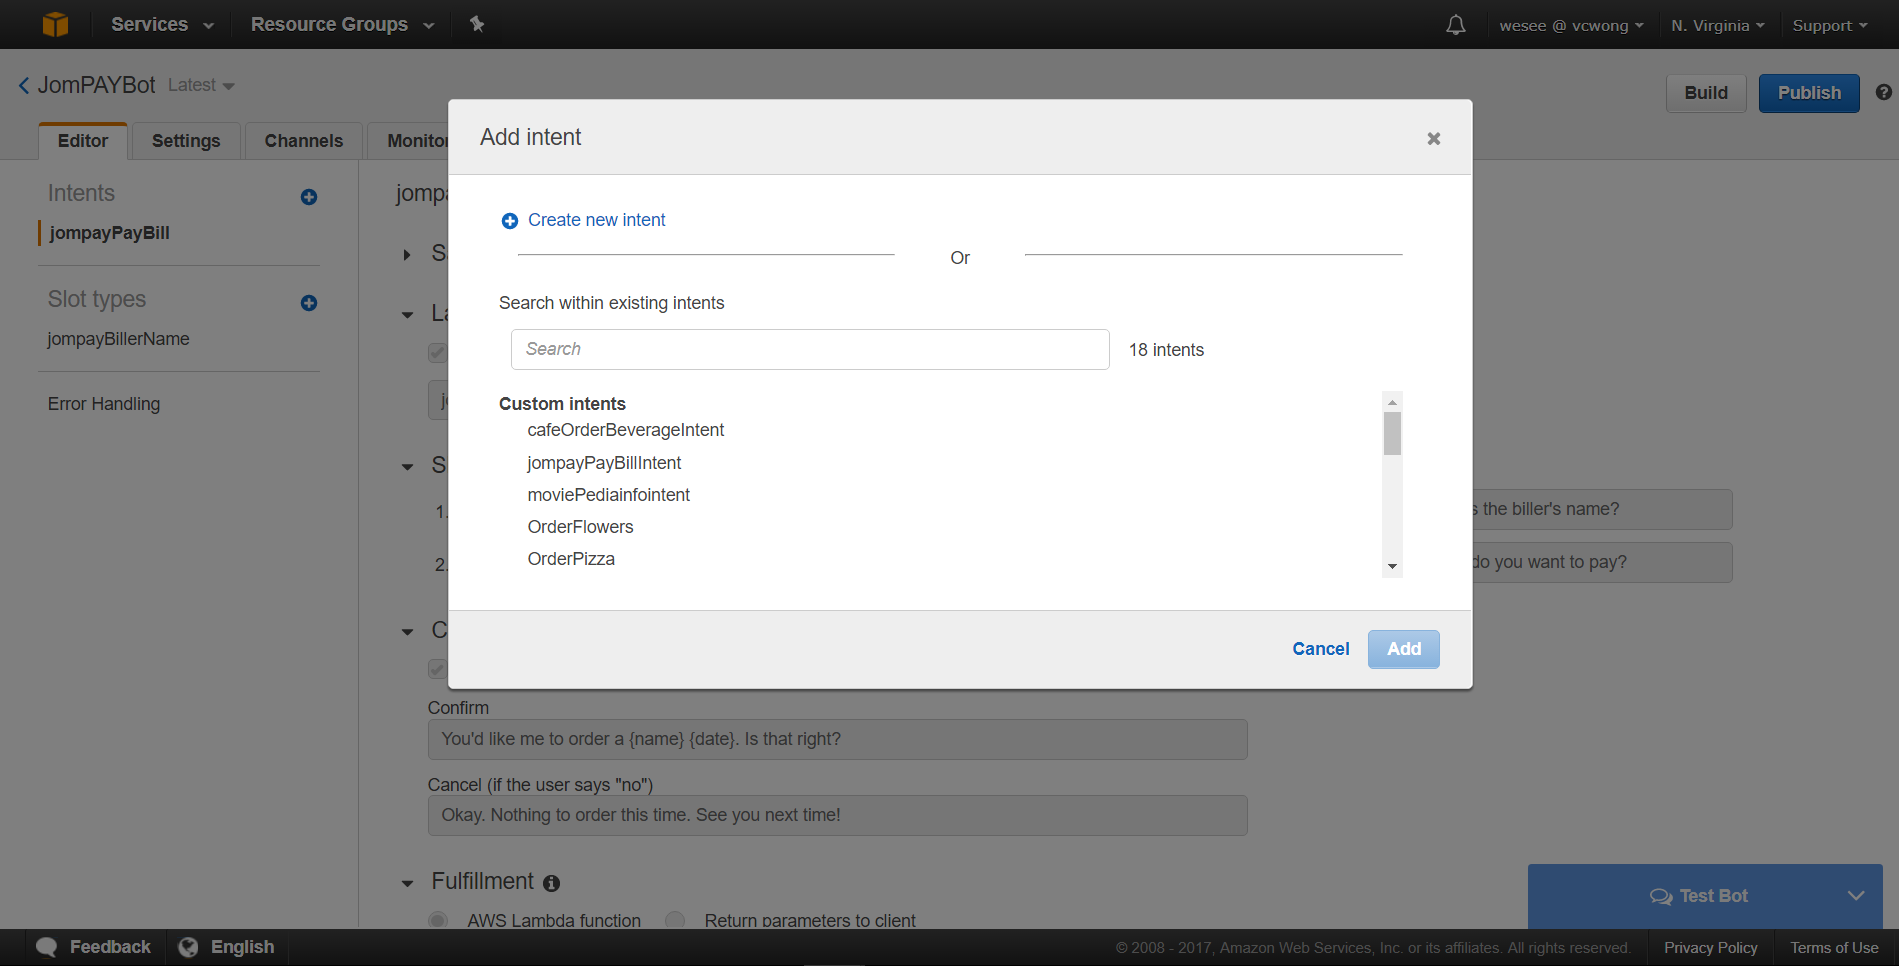 Services Resource Groups wesee @ vcwong N. Virginia Support
JomPAYBot Latest
Build Publish ?
Editor Settings Channels Monitor
Add intent
Intents
jompayPayBill
Slot types
jompayBillerName
Error Handling
Create new intent
Or
Search within existing intents
Search 18 intents
Custom intents
cafeOrderBeverageIntent
jompayPayBillIntent
moviePediainfointent
OrderFlowers
OrderPizza
1. s the biller's name?
2. do you want to pay?
Cancel Add
Confirm
You'd like me to order a {name} {date}. Is that right?
Cancel (if the user says "no")
Okay. Nothing to order this time. See you next time!
Fulfillment
AWS Lambda function Return parameters to client
Test Bot
Feedback English © 2008 - 2017, Amazon Web Services, Inc. or its affiliates. All rights reserved. Privacy Policy Terms of Use